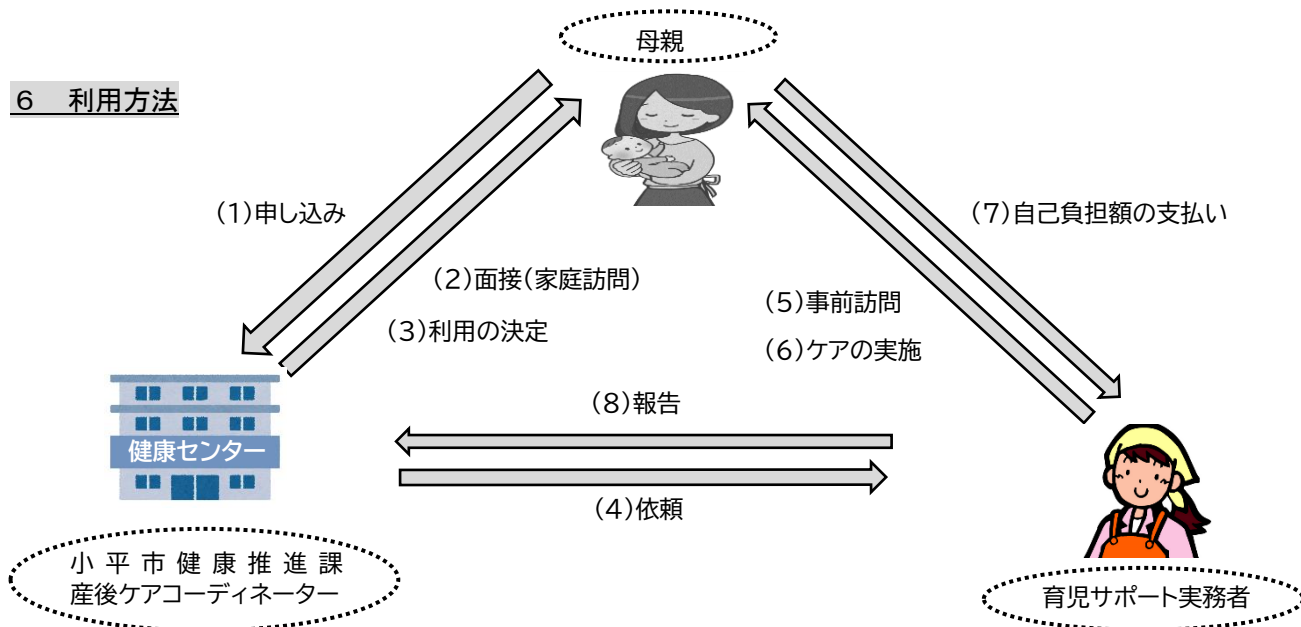 母親
6 利用方法
(1)申し込み
(7)自己負担額の支払い
(2)面接(家庭訪問)
(3)利用の決定
(5)事前訪問
(6)ケアの実施
(8)報告
健康センター
(4)依頼
小平市健康推進課
産後ケアコーディネーター
育児サポート実務者